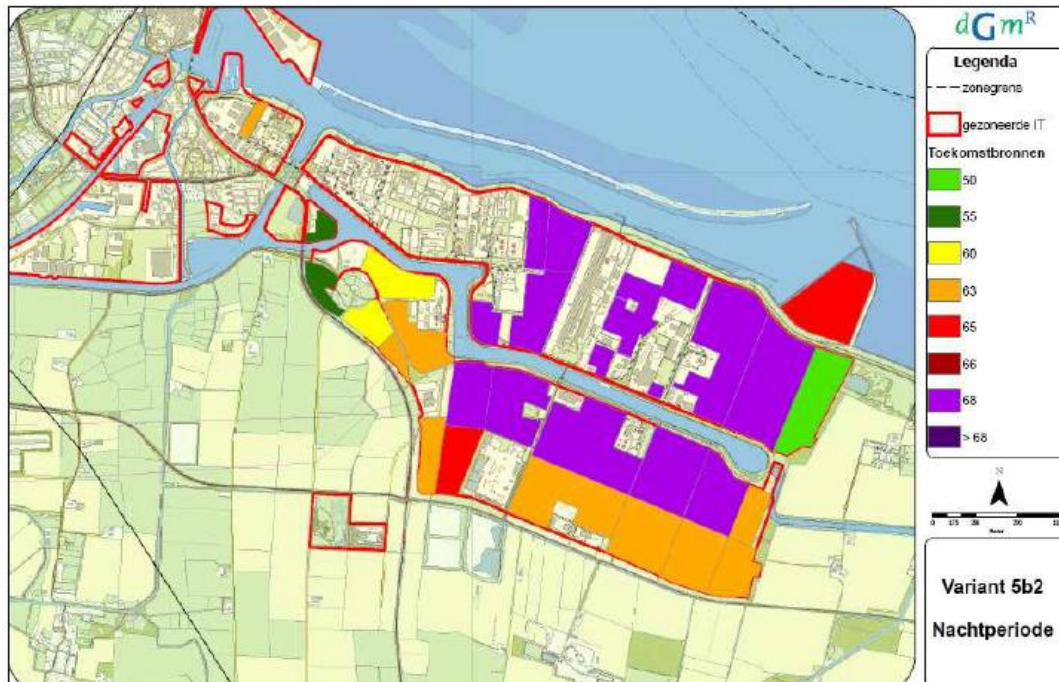 dGmR
Legenda
zonegrens
gezoneerde IT
Toekomstbronnen
50
55
60
63
65
66
68
> 68
N
Variant 5b2
Nachtperiode